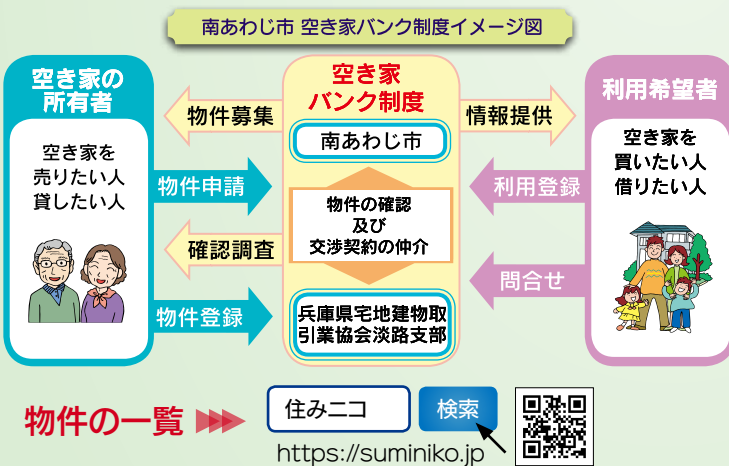 南あわじ市 空き家バンク制度イメージ図
空き家の
所有者
空き家を
売りたい人
貸したい人
物件募集
物件申請
確認調査
物件登録
空き家
バンク制度
南あわじ市
物件の確認
及び
交渉契約の仲介
兵庫県宅地建物取
引業協会淡路支部
情報提供
利用登録
問合せ
利用希望者
空き家を
買いたい人
借りたい人
物件の一覧
住みニコ
検索
https://suminiko.jp